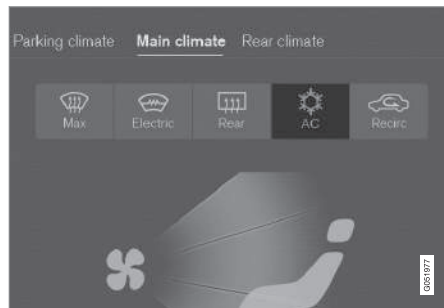 Parking climate Main climate Rear climate
Max Electric Rear AC Recirc
G051977